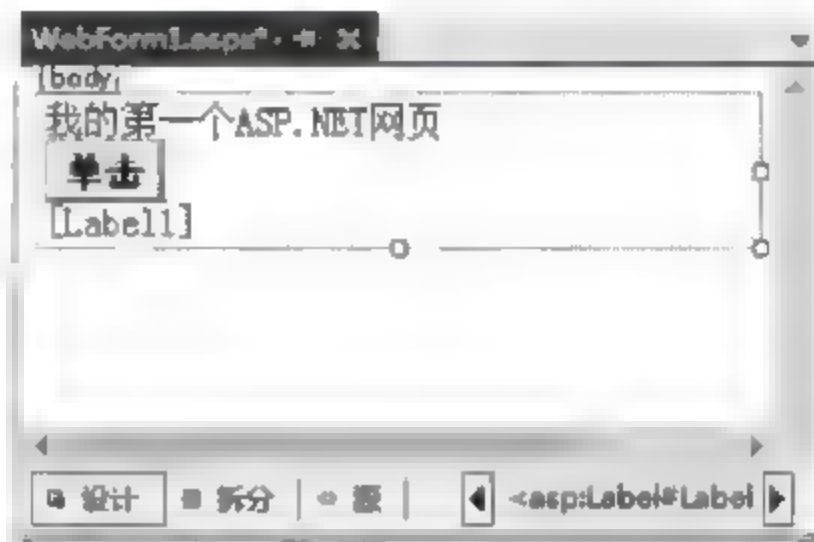 WebForm1.aspx*
body
我的第一个ASP.NET网页
单击
[Label1]
设计 拆分 源 <asp:Label#Label